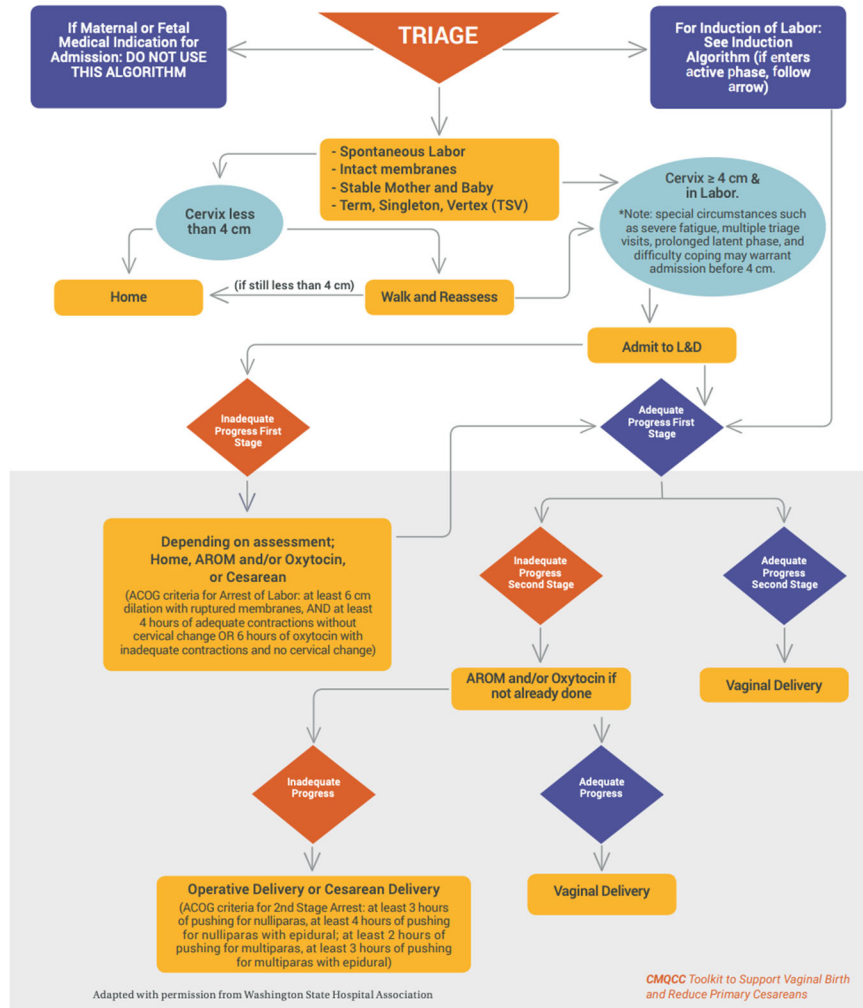 If Maternal or Fetal
Medical Indication for
Admission: DO NOT USE
THIS ALGORITHM
TRIAGE
For Induction of Labor:
See Induction
Algorithm (if enters
active phase, follow
arrow)
- Spontaneous Labor
- Intact membranes
- Stable Mother and Baby
- Term, Singleton, Vertex (TSV)
Cervix less
than 4 cm
Cervix ≥ 4 cm &
in Labor.
*Note: special circumstances such
as severe fatigue, multiple triage
visits, prolonged latent phase, and
difficulty coping may warrant
admission before 4 cm.
Home
(if still less than 4 cm)
Walk and Reassess
Admit to L&D
Inadequate
Progress First
Stage
Adequate
Progress First
Stage
Depending on assessment;
Home, AROM and/or Oxytocin,
or Cesarean
(ACOG criteria for Arrest of Labor: at least 6 cm
dilation with ruptured membranes, AND at least
4 hours of adequate contractions without
cervical change OR 6 hours of oxytocin with
inadequate contractions and no cervical change)
Inadequate
Progress
Second Stage
Adequate
Progress
Second Stage
AROM and/or Oxytocin if
not already done
Vaginal Delivery
Inadequate
Progress
Adequate
Progress
Operative Delivery or Cesarean Delivery
(ACOG criteria for 2nd Stage Arrest: at least 3 hours
of pushing for nulliparas, at least 4 hours of pushing
for nulliparas with epidural; at least 2 hours of
pushing for multiparas, at least 3 hours of pushing
for multiparas with epidural)
Vaginal Delivery
Adapted with permission from Washington State Hospital Association
CMQCC Toolkit to Support Vaginal Birth
and Reduce Primary Cesareans